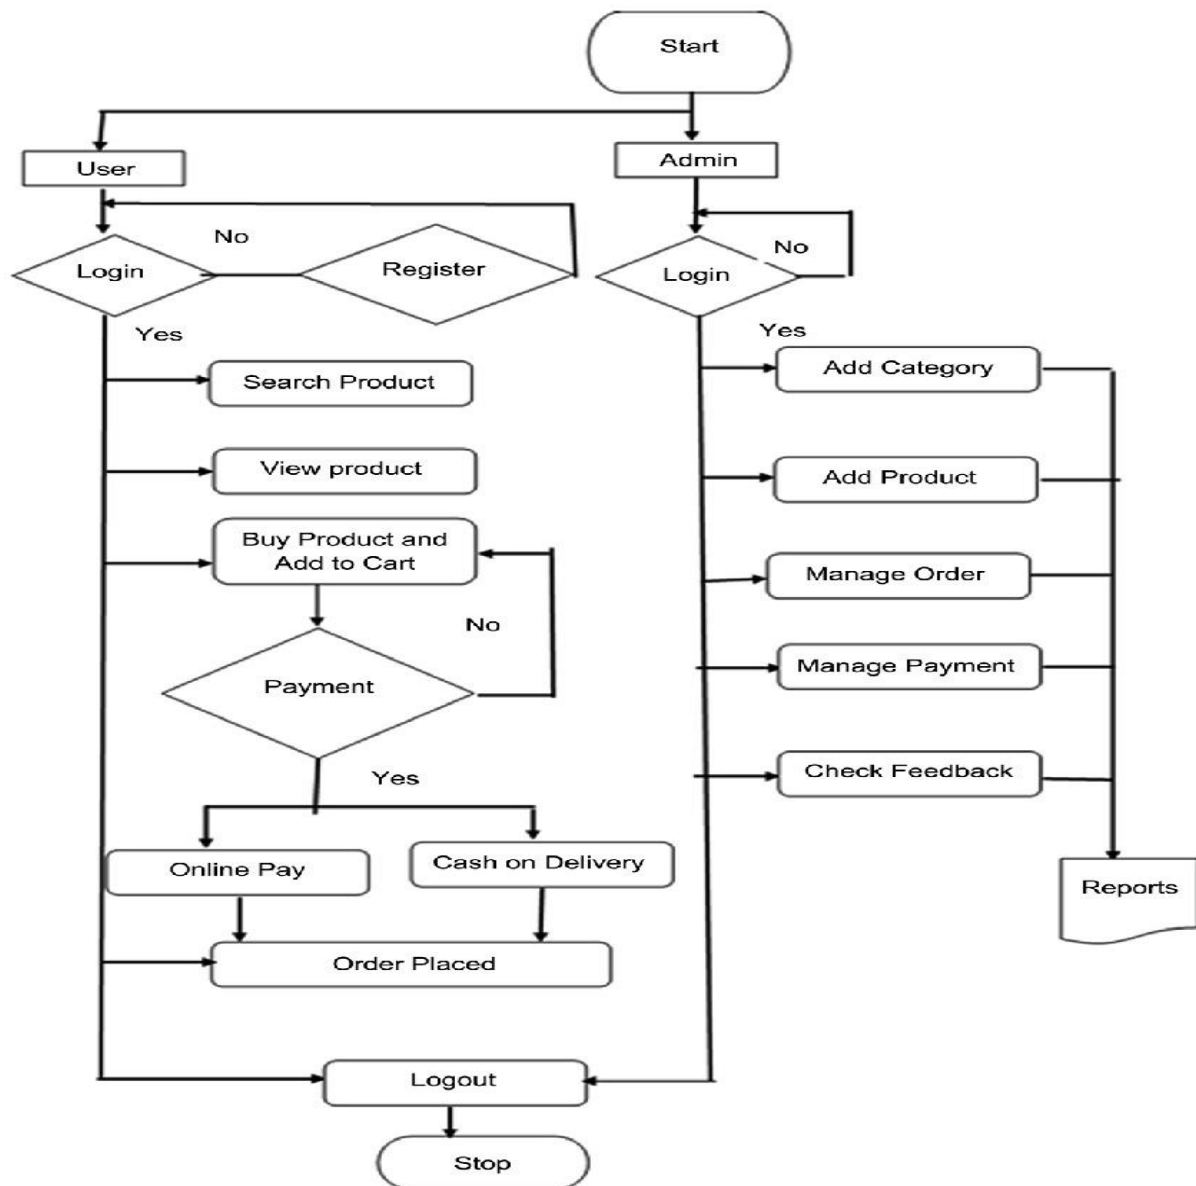 Start
User
Admin
No
Login
Register
No
Login
Yes
Yes
Search Product
Add Category
View product
Add Product
Buy Product and
Add to Cart
Manage Order
No
Payment
Manage Payment
Yes
Check Feedback
Online Pay
Cash on Delivery
Reports
Order Placed
Logout
Stop